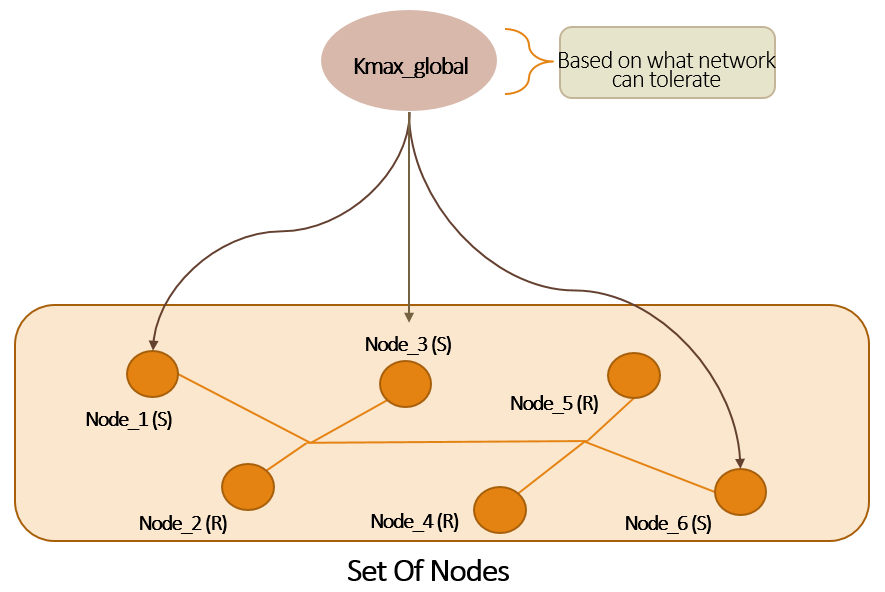 Kmax_global
Based on what network
can tolerate
Node_3 (S)
Node_5 (R)
Node_1 (S)
Node_2 (R)
Node_4 (R)
Node_6 (S)
Set Of Nodes